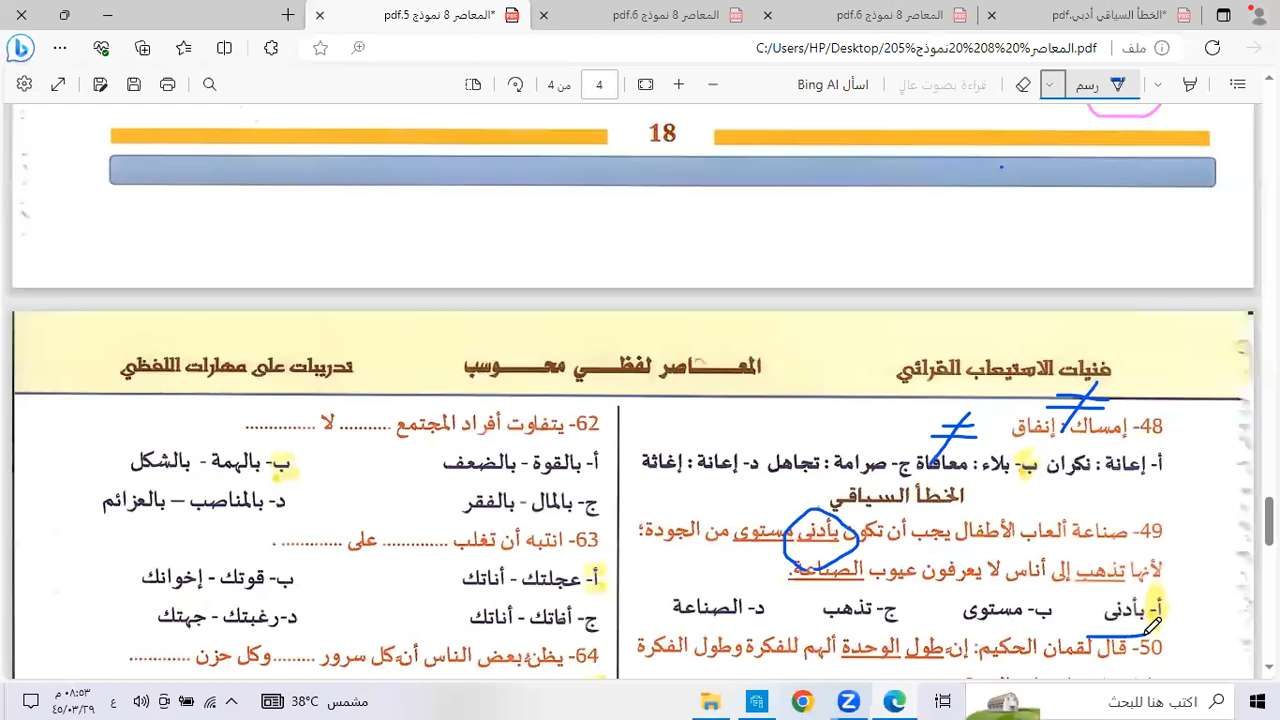 المعاصر 8 نموذج 5.pdf*
المعاصر 8 نموذج 6.pdf
المعاصر 8 نموذج 6.pdf
الخطأ السياقي أدبي.pdf*
ملف
C:/Users/HP/Desktop/205%نموذج20%208%20%المعاصر.pdf
رسم
قراءة بصوت عالٍ
اسأل Bing AI
4 من 4
18
فنيات الاستيعاب القرائي
المعـاصر لفظـي محـوسب
تدريبات على مهارات اللفظي
48- إمساك : إنفاق
أ- إعانة : نكران ب- بلاء : معافاة ج- صرامة : تجاهل د- إعانة : إغاثة
الخطأ السياقي
49- صناعة ألعاب الأطفال يجب أن تكون بأدنى مستوى من الجودة؛
لأنها تذهب إلى أناس لا يعرفون عيوب الصناعة.
أ- بأدنى ب- مستوى ج- تذهب د- الصناعة
50- قال لقمان الحكيم: إن طول الوحدة ألهم للفكرة وطول الفكرة
62- يتفاوت أفراد المجتمع .......... لا ..............
أ- بالقوة - بالضعف ب- بالهمة - بالشكل
ج- بالمال - بالفقر د- بالمناصب – بالعزائم
63- انتبه أن تغلب ............. على ............. .
أ- عجلتك - أناتك ب- قوتك - إخوانك
ج- أناتك - أناتك د- رغبتك - جهتك
64- يظن بعض الناس أن كل سرور ........ وكل حزن ............
اكتب هنا للبحث
38°C مشمس
ع
٠٨:٥٣ م